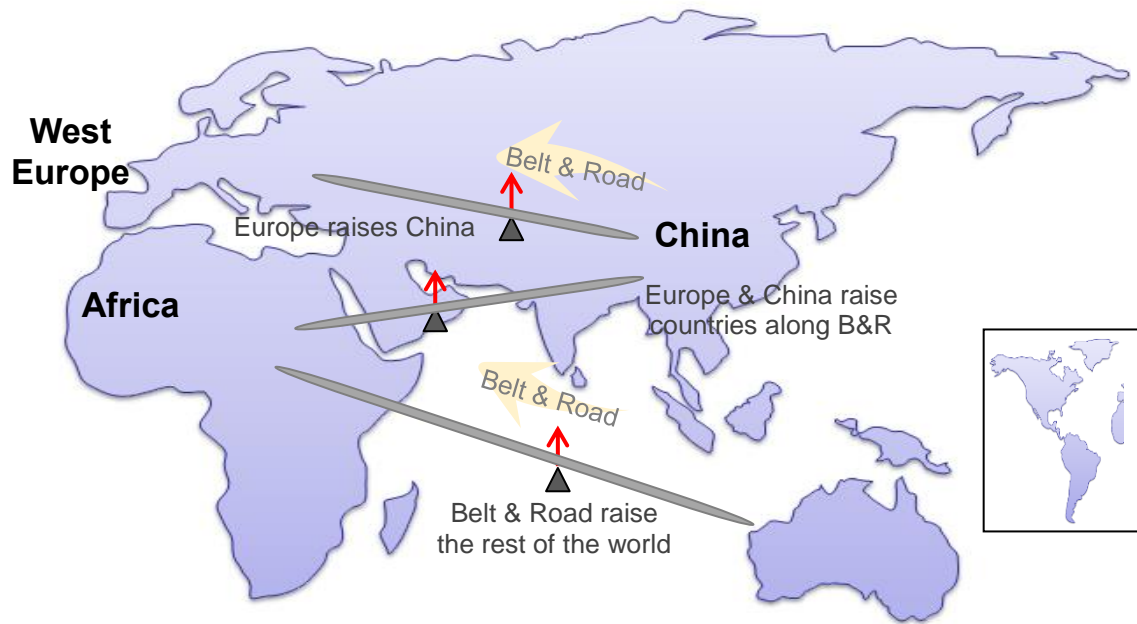 West
Europe
Belt & Road
Europe raises China
China
Africa
Europe & China raise
countries along B&R
Belt & Road
Belt & Road raise
the rest of the world